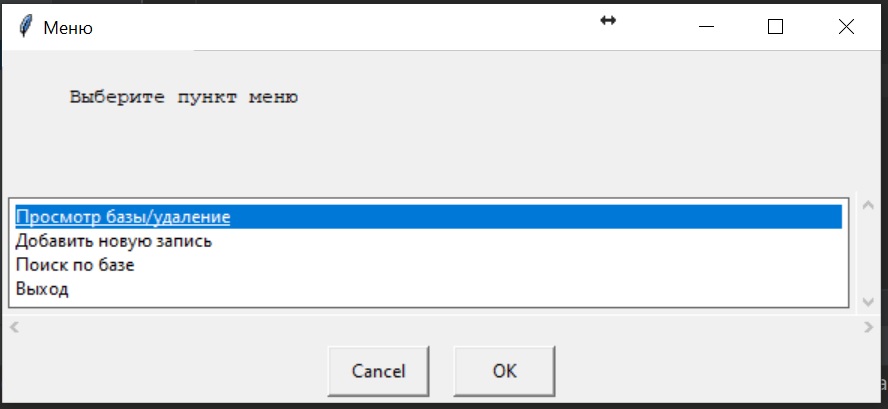 Меню
Выберите пункт меню
Просмотр базы/удаление
Добавить новую запись
Поиск по базе
Выход
Cancel OK